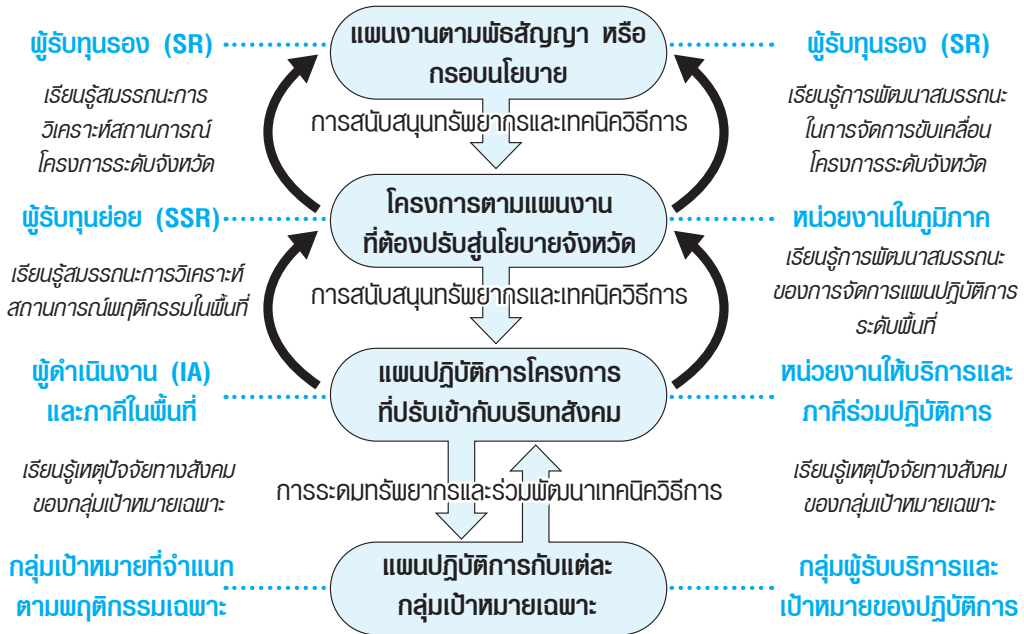 ผู้รับทุนรอง (SR)
แผนงานตามพัธสัญญา หรือ
กรอบนโยบาย
ผู้รับทุนรอง (SR)
เรียนรู้สมรรถนะการ
วิเคราะห์สถานการณ์
โครงการระดับจังหวัด
การสนับสนุนทรัพยากรและเทคนิควิธีการ
เรียนรู้การพัฒนาสมรรถนะ
ในการจัดการขับเคลื่อน
โครงการระดับจังหวัด
ผู้รับทุนย่อย (SSR)
โครงการตามแผนงาน
ที่ต้องปรับสู่นโยบายจังหวัด
หน่วยงานในภูมิภาค
เรียนรู้สมรรถนะการวิเคราะห์
สถานการณ์พฤติกรรมในพื้นที่
การสนับสนุนทรัพยากรและเทคนิควิธีการ
เรียนรู้การพัฒนาสมรรถนะ
ของการจัดการแผนปฏิบัติการ
ระดับพื้นที่
ผู้ดำเนินงาน (IA)
และภาคีในพื้นที่
แผนปฏิบัติการโครงการ
ที่ปรับเข้ากับบริบทสังคม
หน่วยงานให้บริการและ
ภาคีร่วมปฏิบัติการ
เรียนรู้เหตุปัจจัยทางสังคม
ของกลุ่มเป้าหมายเฉพาะ
การระดมทรัพยากรและร่วมพัฒนาเทคนิควิธีการ
เรียนรู้เหตุปัจจัยทางสังคม
ของกลุ่มเป้าหมายเฉพาะ
กลุ่มเป้าหมายที่จำแนก
ตามพฤติกรรมเฉพาะ
แผนปฏิบัติการกับแต่ละ
กลุ่มเป้าหมายเฉพาะ
กลุ่มผู้รับบริการและ
เป้าหมายของปฏิบัติการ